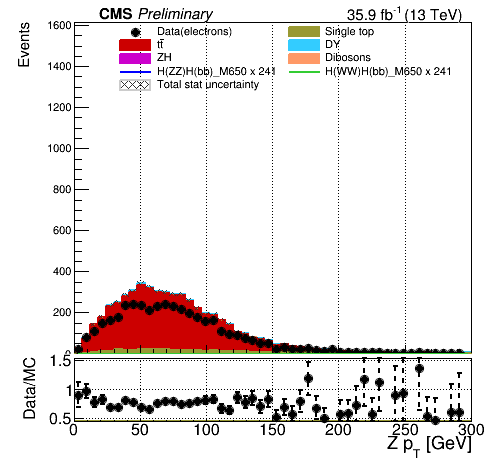 CMS Preliminary 35.9 fb⁻¹ (13 TeV)
Events
1600
1400
1200
1000
800
600
400
200
0
Data(electrons)
Single top
tt̄
DY
ZH
Dibosons
H(ZZ)H(bb)_M650 x 241
H(WW)H(bb)_M650 x 241
Total stat uncertainty
Data/MC
1.5
1
0.5
0 50 100 150 200 250 300
Z p_T [GeV]